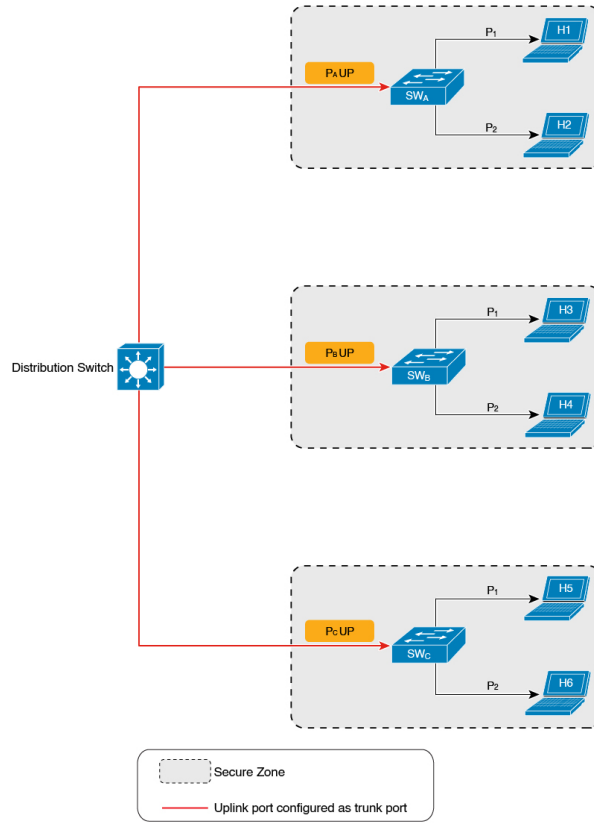 P₁
H1
PA UP
SWA
P₂
H2
P₁
H3
PB UP
Distribution Switch
SWB
P₂
H4
P₁
H5
PC UP
SWC
P₂
H6
Secure Zone
Uplink port configured as trunk port